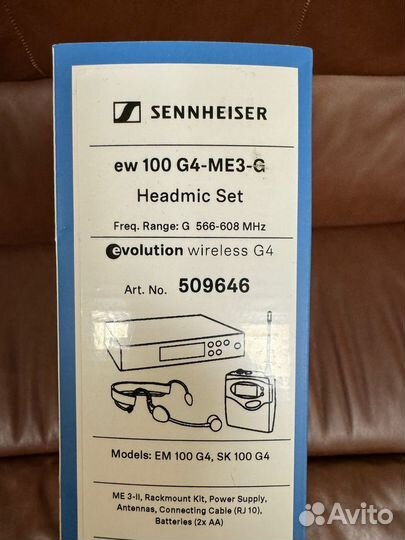 SENNHEISER
ew 100 G4-ME3-G
Headmic Set
Freq. Range: G 566-608 MHz
evolution wireless G4
Art. No. 509646
Models: EM 100 G4, SK 100 G4
ME 3-II, Rackmount Kit, Power Supply,
Antennas, Connecting Cable (RJ 10),
Batteries (2x AA)
Avito